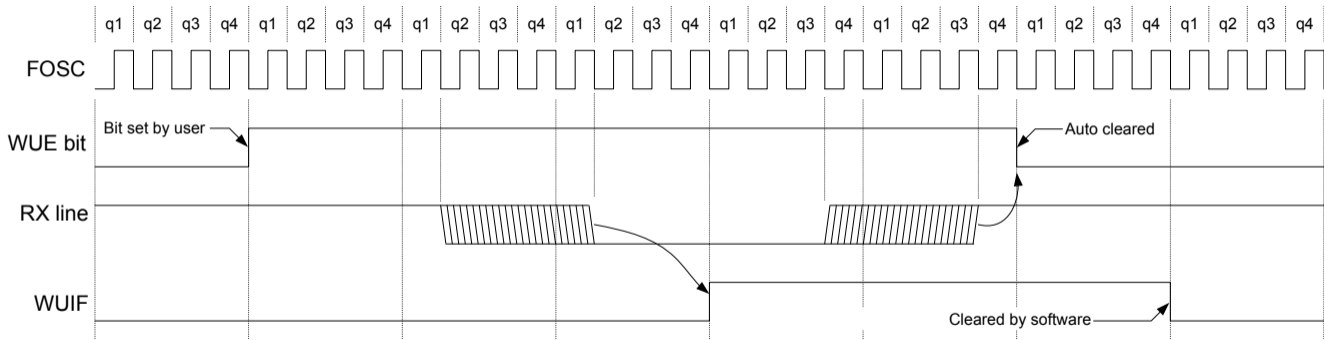 q1 q2 q3 q4 q1 q2 q3 q4 q1 q2 q3 q4 q1 q2 q3 q4 q1 q2 q3 q4 q1 q2 q3 q4 q1 q2 q3 q4 q1 q2 q3 q4
FOSC
Bit set by user
Auto cleared
WUE bit
RX line
WUIF
Cleared by software